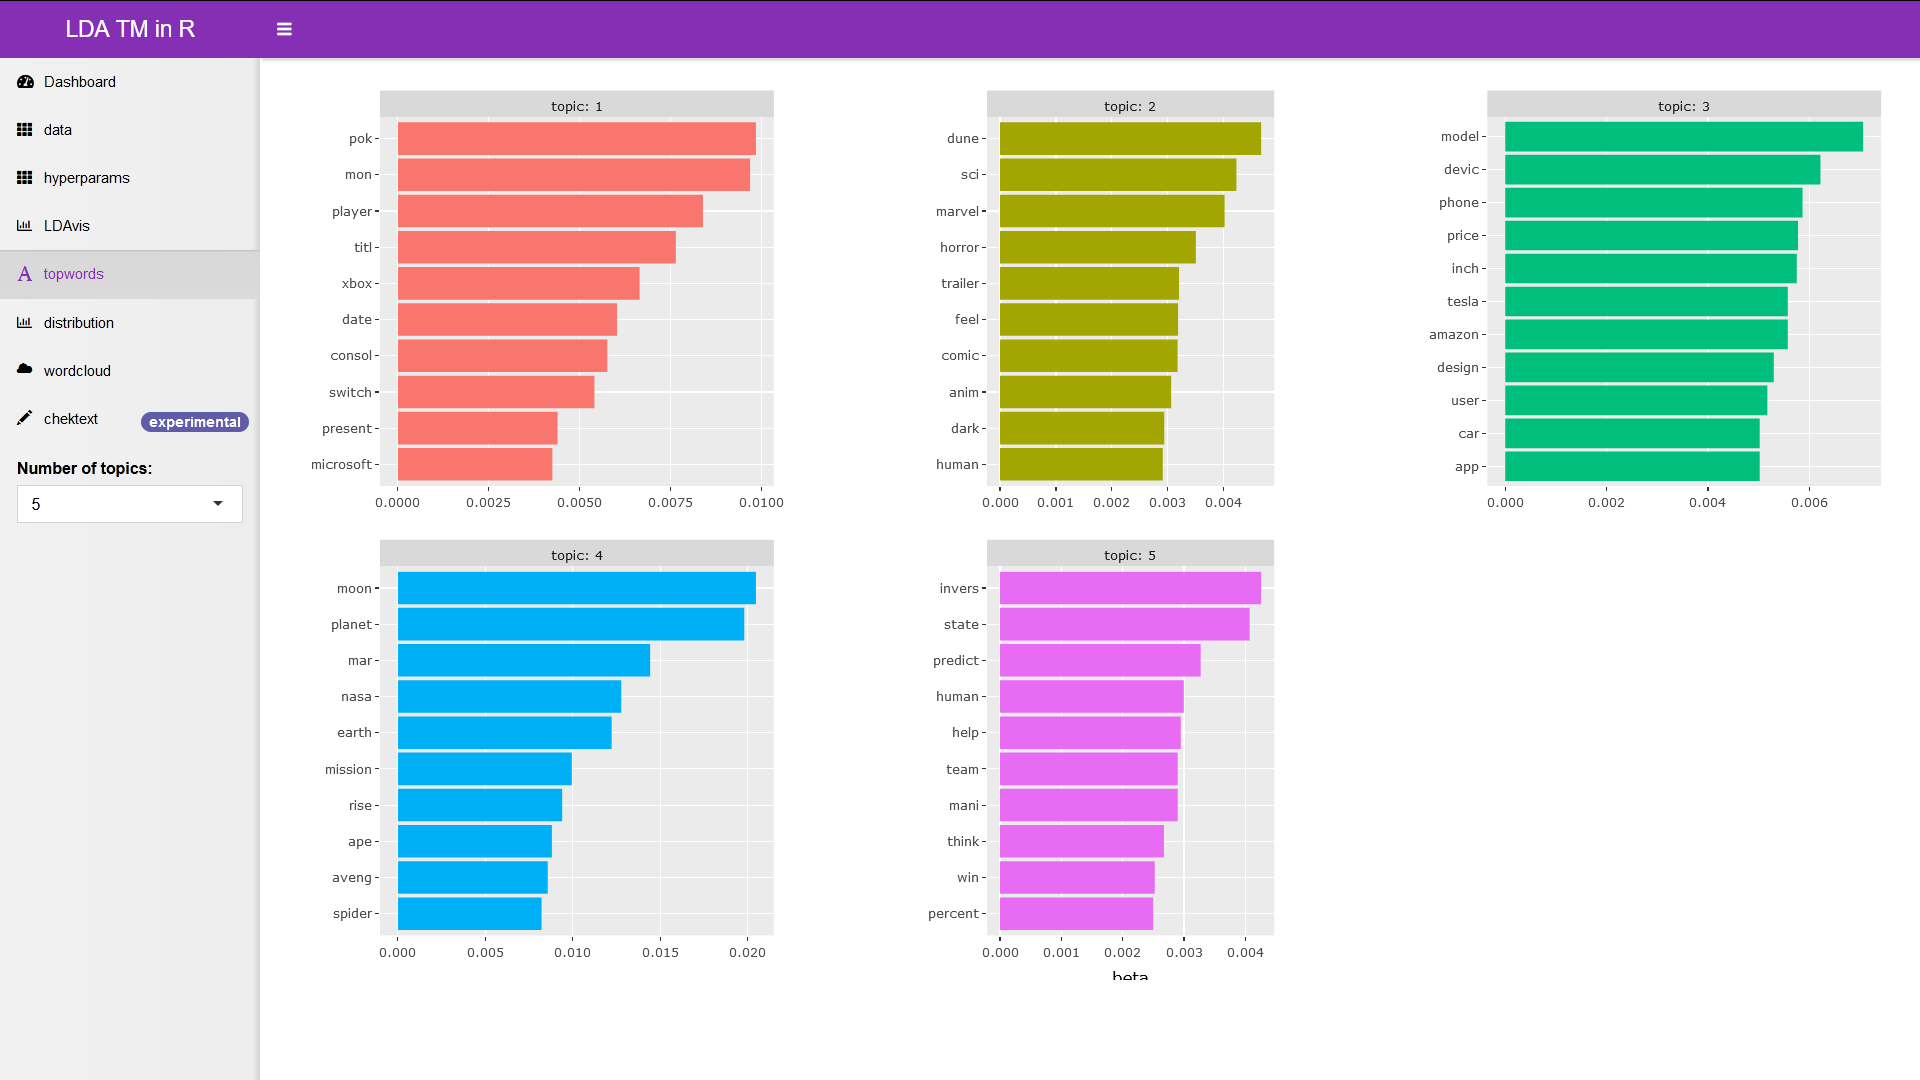 LDA TM in R
Dashboard
data
hyperparams
LDAvis
topwords
distribution
wordcloud
chektext experimental
Number of topics:
5
topic: 1
pok
mon
player
titl
xbox
date
consol
switch
present
microsoft
0.0000 0.0025 0.0050 0.0075 0.0100
topic: 2
dune
sci
marvel
horror
trailer
feel
comic
anim
dark
human
0.000 0.001 0.002 0.003 0.004
topic: 3
model
devic
phone
price
inch
tesla
amazon
design
user
car
app
0.000 0.002 0.004 0.006
topic: 4
moon
planet
mar
nasa
earth
mission
rise
ape
aveng
spider
0.000 0.005 0.010 0.015 0.020
topic: 5
invers
state
predict
human
help
team
mani
think
win
percent
0.000 0.001 0.002 0.003 0.004
beta